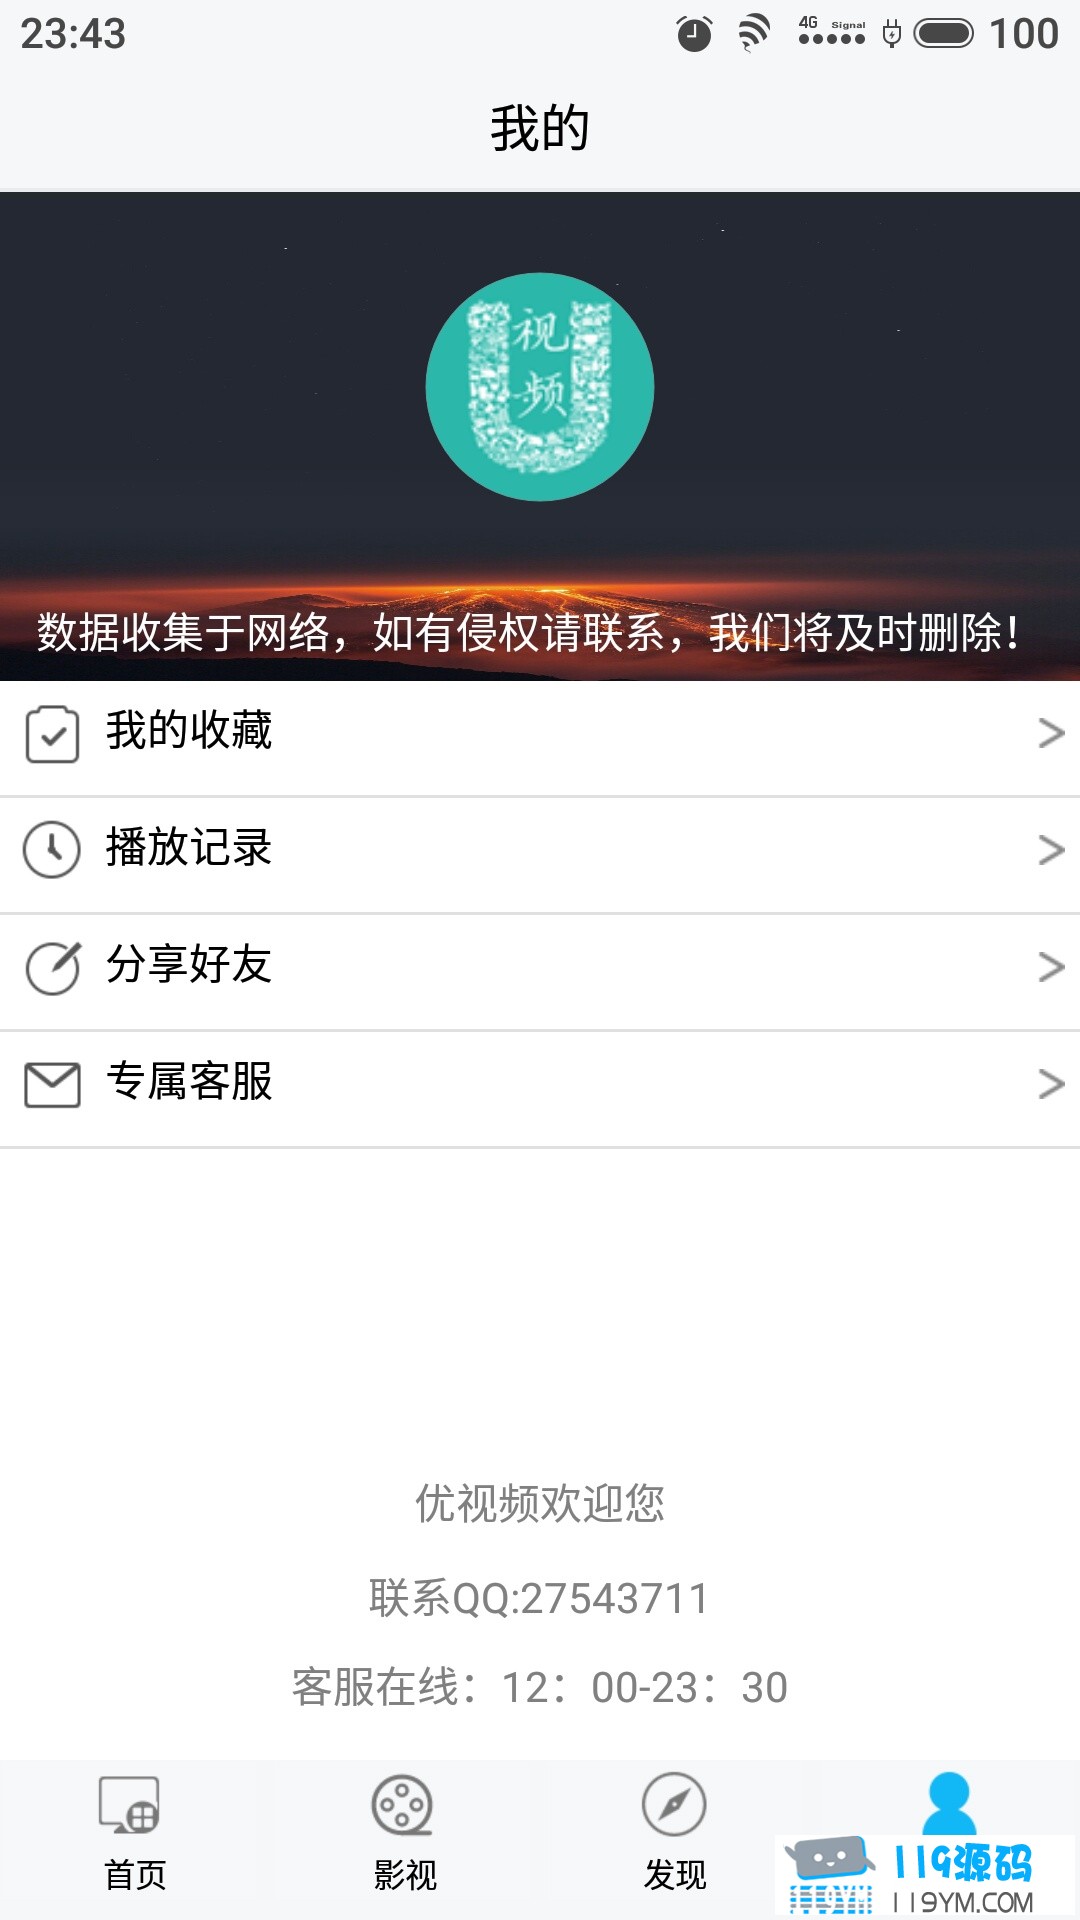 23:43
4G Signal
100
我的
视
频
数据收集于网络，如有侵权请联系，我们将及时删除！
我的收藏
播放记录
分享好友
专属客服
优视频欢迎您
联系QQ:27543711
客服在线：12：00-23：30
首页
影视
发现
119源码
119YM
119YM.COM